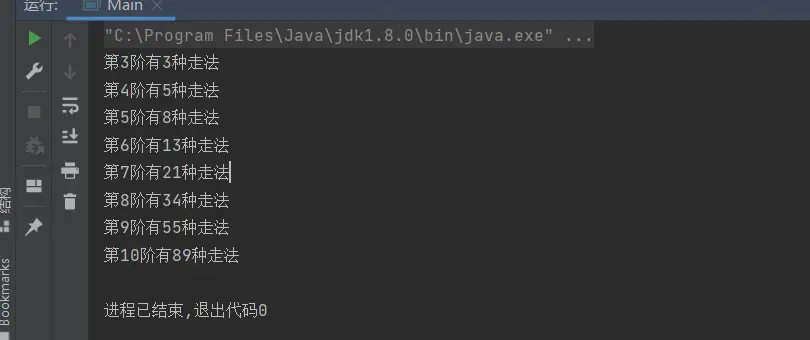 运行: Main
"C:\Program Files\Java\jdk1.8.0\bin\java.exe" ...
第3阶有3种走法
第4阶有5种走法
第5阶有8种走法
第6阶有13种走法
第7阶有21种走法
第8阶有34种走法
第9阶有55种走法
第10阶有89种走法
进程已结束,退出代码0
结构
Bookmarks